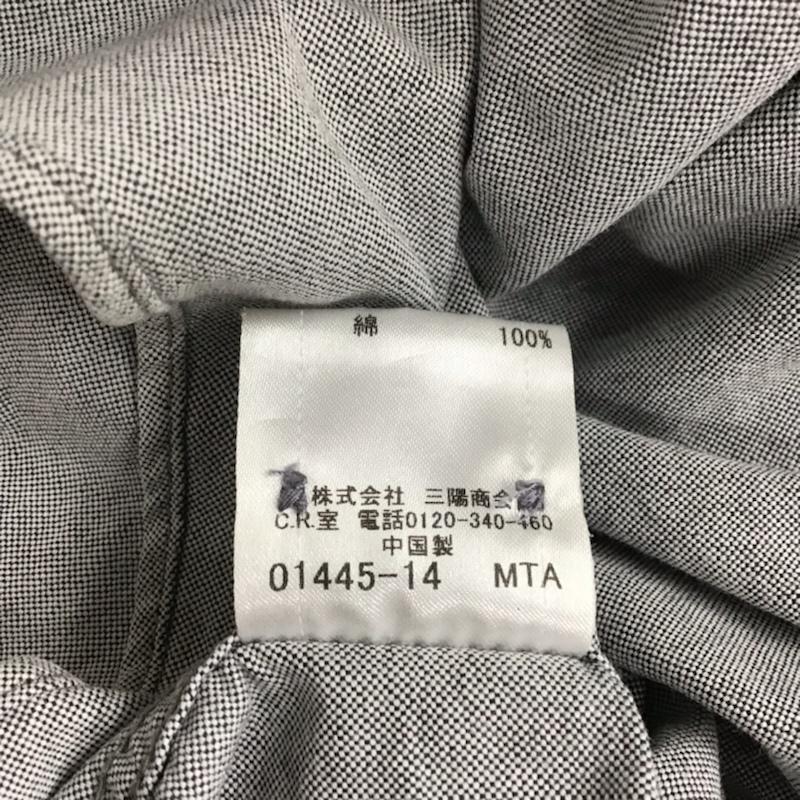 綿 100%
株式会社 三陽商会
C.R.室 電話0120-340-460
中国製
01445-14 MTA